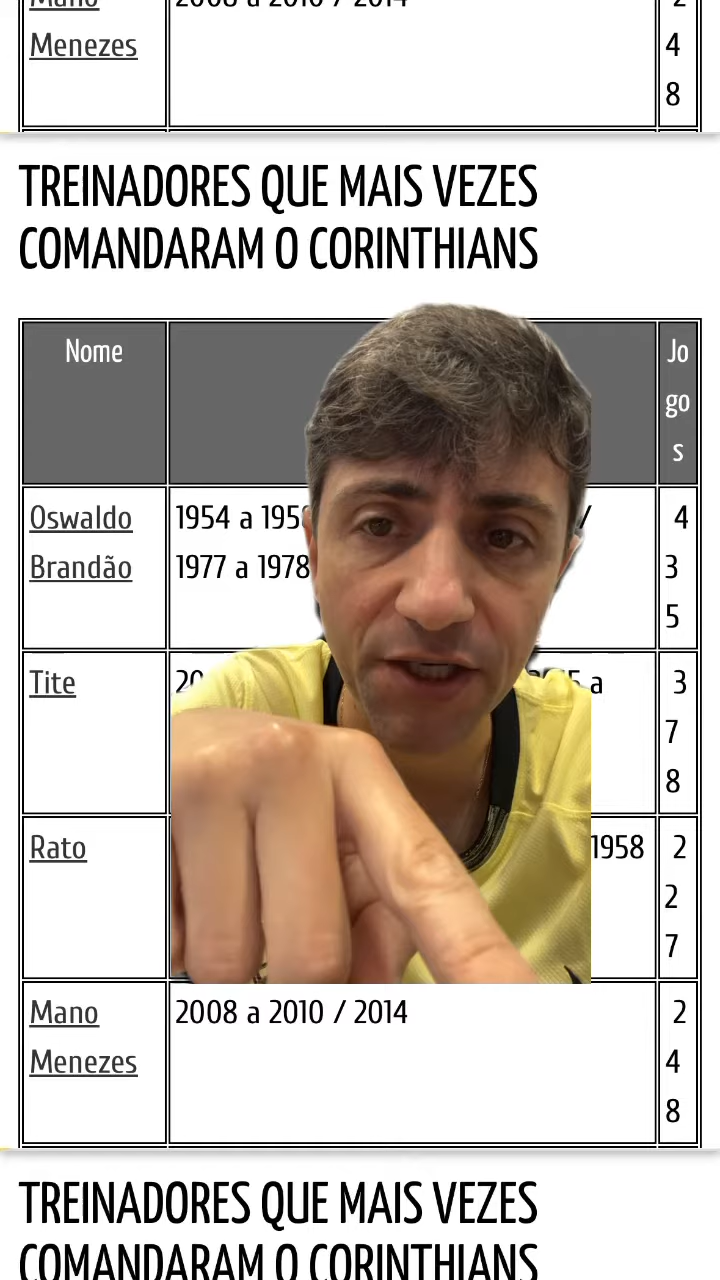 Mano
2008 a 2010 / 2014
2
Menezes
4
8
TREINADORES QUE MAIS VEZES
COMANDARAM O CORINTHIANS
Nome
Jo
go
s
Oswaldo
1954 a
/
4
Brandão
1977 a 1978
3
5
Tite
a
3
7
8
Rato
1958
2
2
7
Mano
2008 a 2010 / 2014
2
Menezes
4
8
TREINADORES QUE MAIS VEZES
COMANDARAM O CORINTHIANS